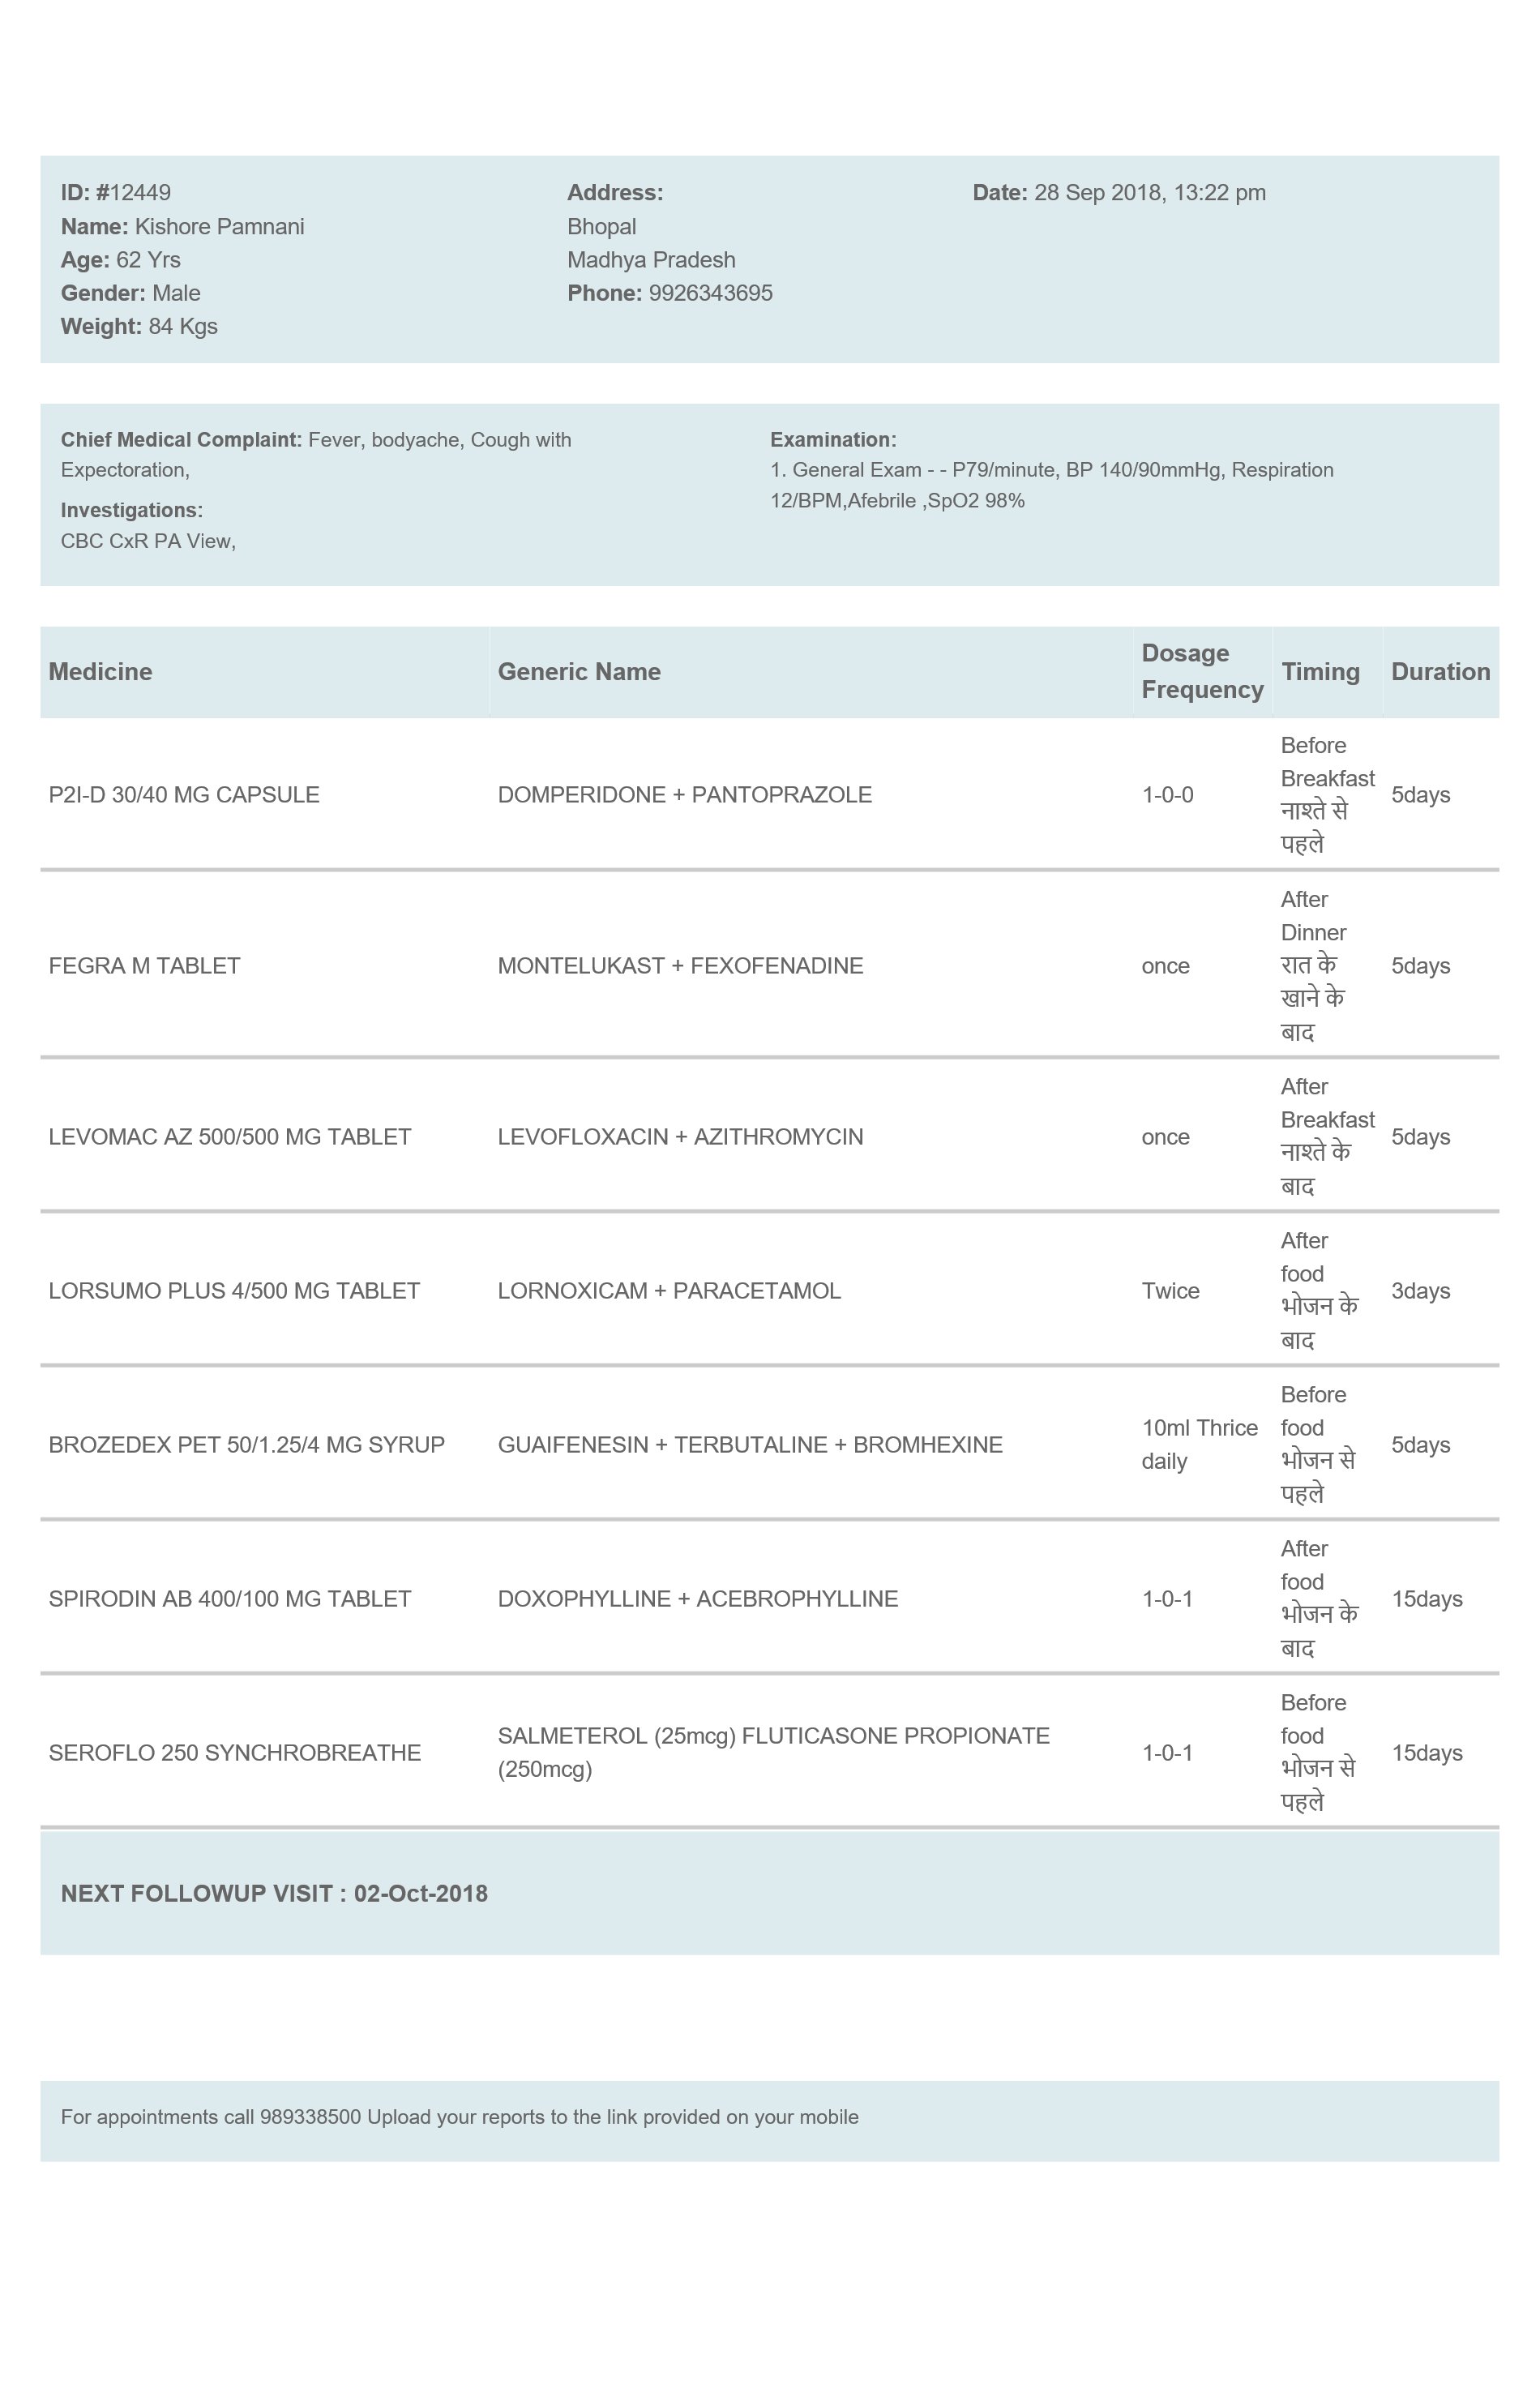 ID: #12449
Name: Kishore Pamnani
Age: 62 Yrs
Gender: Male
Weight: 84 Kgs
Address:
Bhopal
Madhya Pradesh
Phone: 9926343695
Date: 28 Sep 2018, 13:22 pm
Chief Medical Complaint: Fever, bodyache, Cough with
Expectoration,
Investigations:
CBC CxR PA View,
Examination:
1. General Exam - - P79/minute, BP 140/90mmHg, Respiration
12/BPM,Afebrile ,SpO2 98%
Medicine
Generic Name
Dosage
Frequency
Timing
Duration
P2I-D 30/40 MG CAPSULE
DOMPERIDONE + PANTOPRAZOLE
1-0-0
Before
Breakfast
नाश्ते से
पहले
5days
FEGRA M TABLET
MONTELUKAST + FEXOFENADINE
once
After
Dinner
रात के
खाने के
बाद
5days
LEVOMAC AZ 500/500 MG TABLET
LEVOFLOXACIN + AZITHROMYCIN
once
After
Breakfast
नाश्ते के
बाद
5days
LORSUMO PLUS 4/500 MG TABLET
LORNOXICAM + PARACETAMOL
Twice
After
food
भोजन के
बाद
3days
BROZEDEX PET 50/1.25/4 MG SYRUP
GUAIFENESIN + TERBUTALINE + BROMHEXINE
10ml Thrice
daily
Before
food
भोजन से
पहले
5days
SPIRODIN AB 400/100 MG TABLET
DOXOPHYLLINE + ACEBROPHYLLINE
1-0-1
After
food
भोजन के
बाद
15days
SEROFLO 250 SYNCHROBREATHE
SALMETEROL (25mcg) FLUTICASONE PROPIONATE
(250mcg)
1-0-1
Before
food
भोजन से
पहले
15days
NEXT FOLLOWUP VISIT : 02-Oct-2018
For appointments call 989338500 Upload your reports to the link provided on your mobile